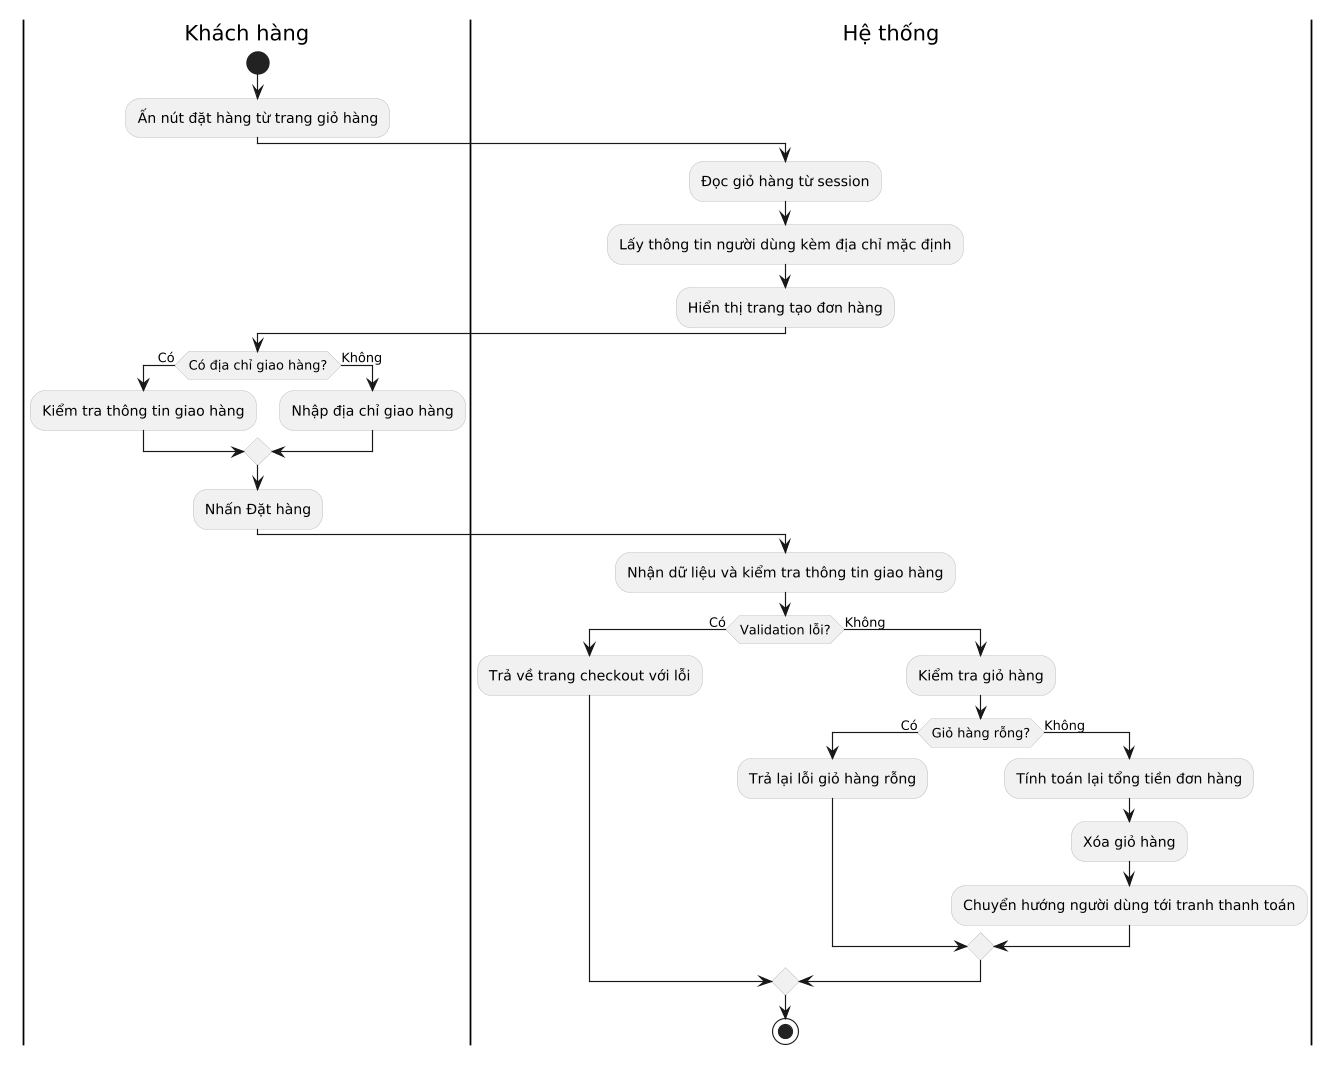 Khách hàng
Hệ thống
Ấn nút đặt hàng từ trang giỏ hàng
Đọc giỏ hàng từ session
Lấy thông tin người dùng kèm địa chỉ mặc định
Hiển thị trang tạo đơn hàng
Có
Có địa chỉ giao hàng?
Không
Kiểm tra thông tin giao hàng
Nhập địa chỉ giao hàng
Nhấn Đặt hàng
Nhận dữ liệu và kiểm tra thông tin giao hàng
Có
Validation lỗi?
Không
Trả về trang checkout với lỗi
Kiểm tra giỏ hàng
Có
Giỏ hàng rỗng?
Không
Trả lại lỗi giỏ hàng rỗng
Tính toán lại tổng tiền đơn hàng
Xóa giỏ hàng
Chuyển hướng người dùng tới tranh thanh toán